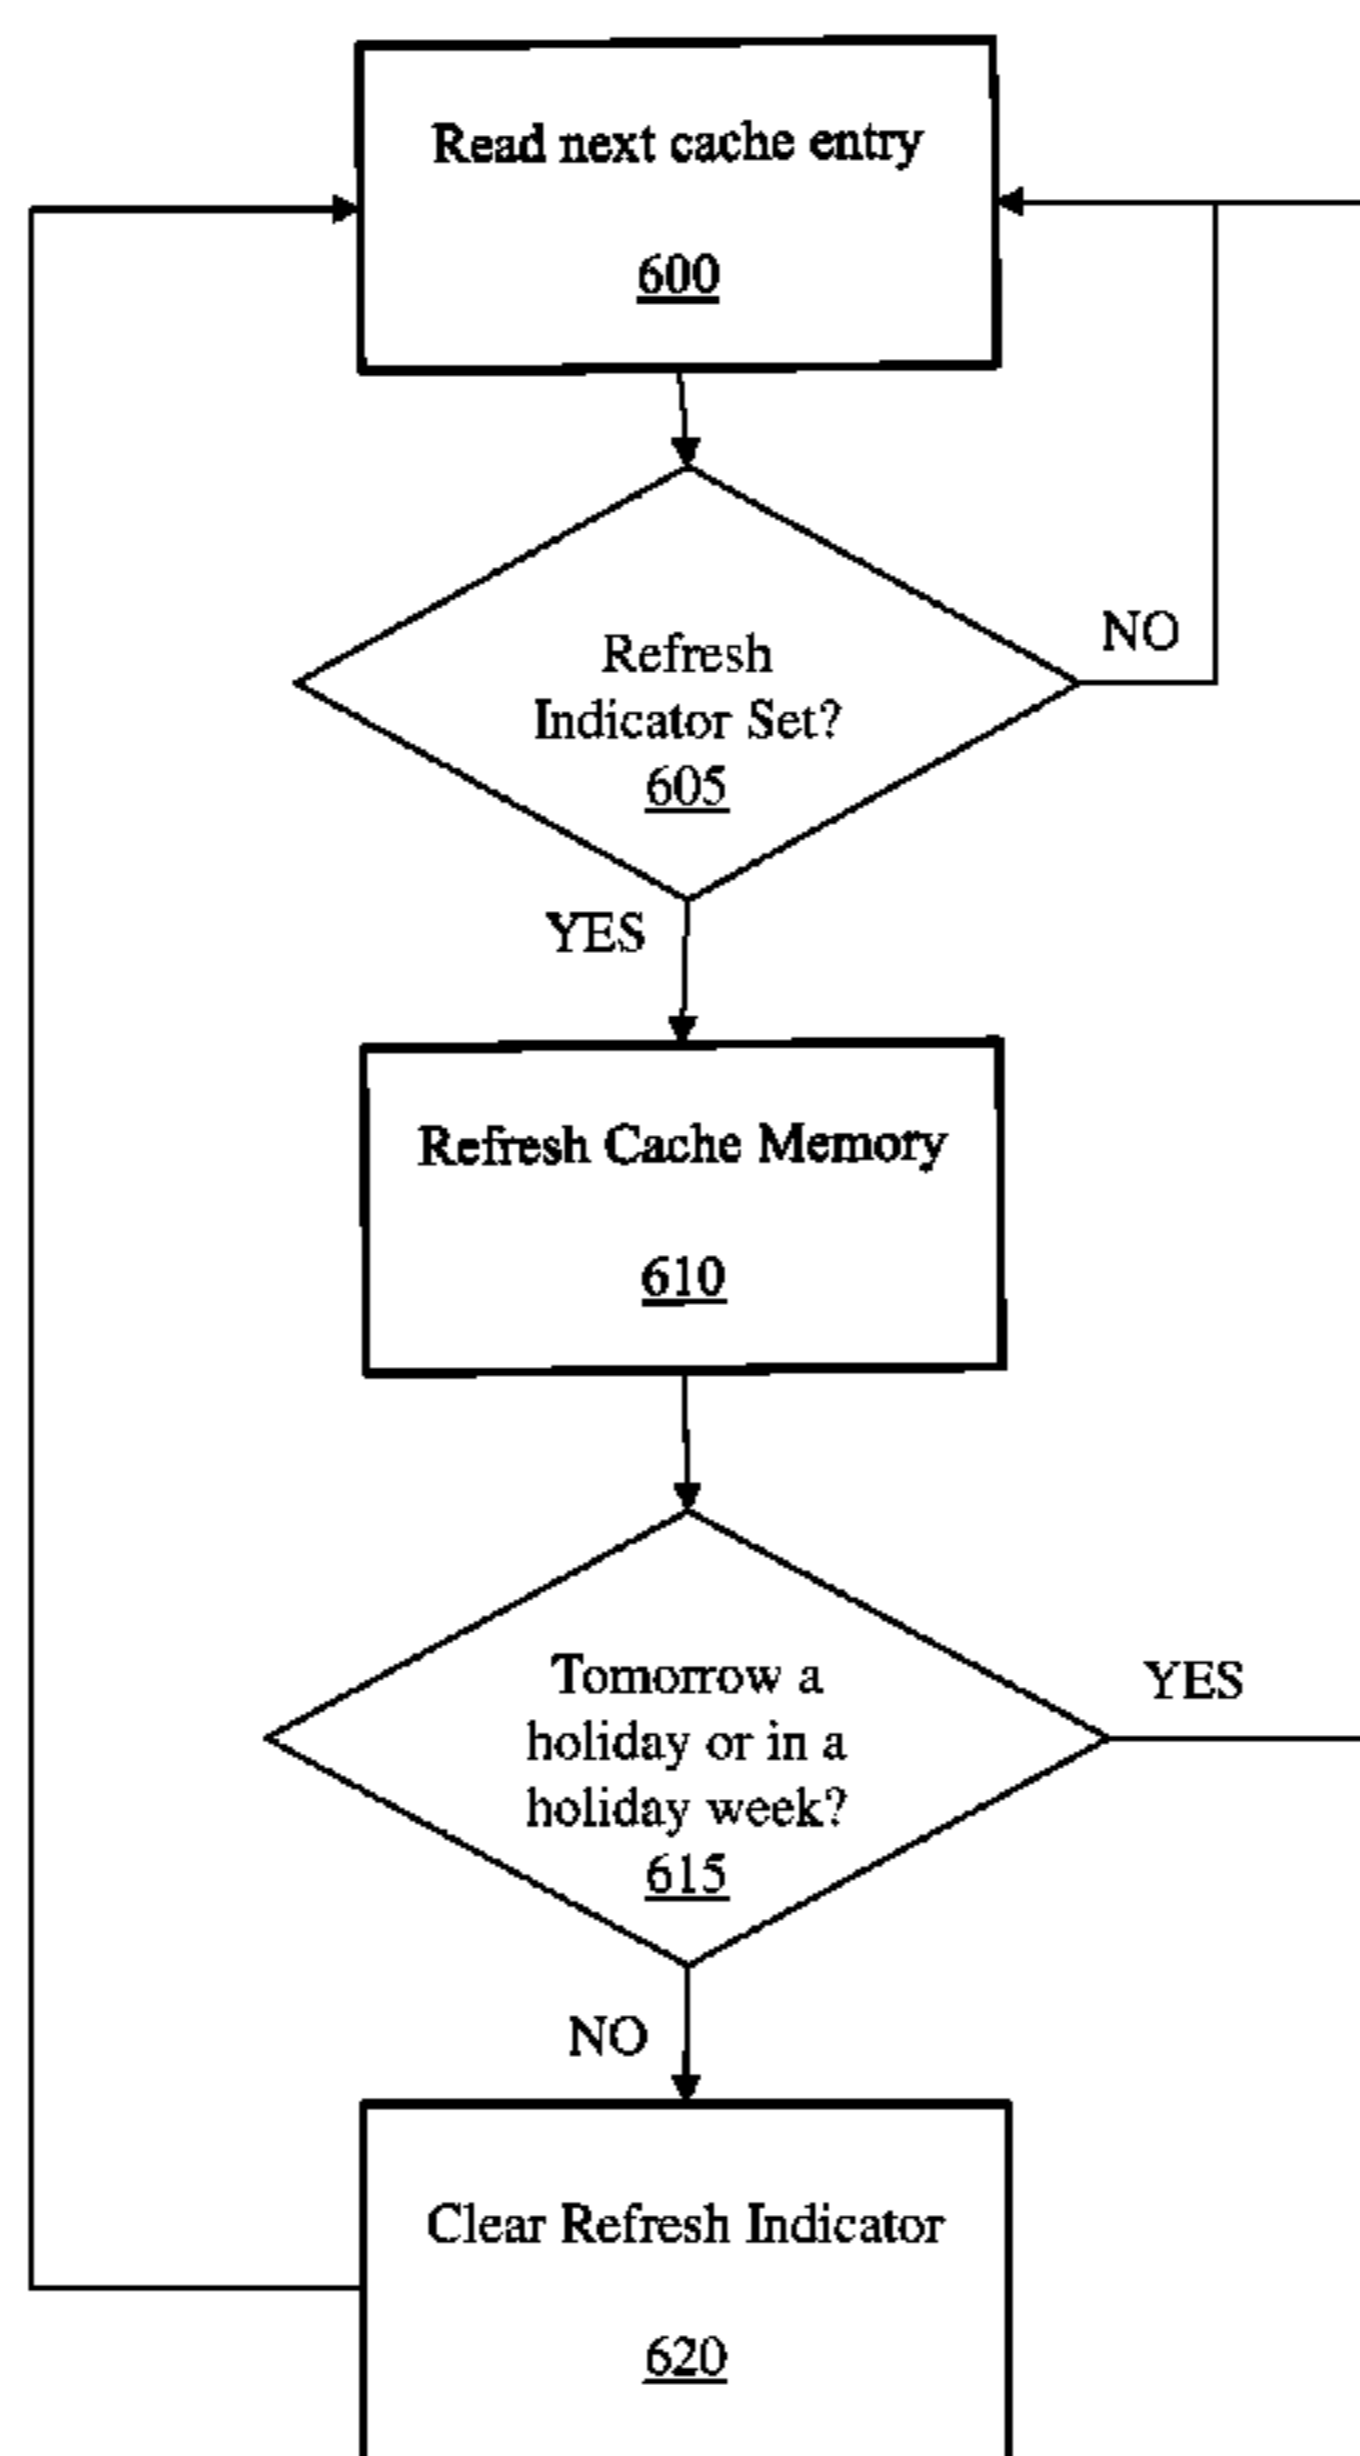 Read next cache entry
600
NO
Refresh
Indicator Set?
605
YES
Refresh Cache Memory
610
YES
Tomorrow a
holiday or in a
holiday week?
615
NO
Clear Refresh Indicator
620